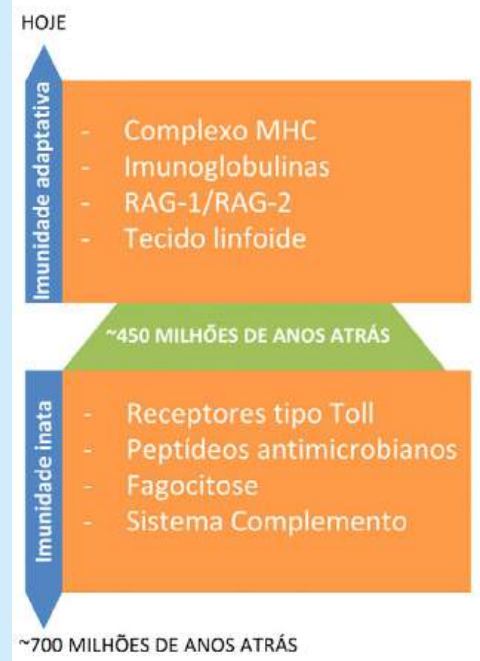 HOJE
Imunidade adaptativa
- Complexo MHC
- Imunoglobulinas
- RAG-1/RAG-2
- Tecido linfoide
~450 MILHÕES DE ANOS ATRÁS
Imunidade inata
- Receptores tipo Toll
- Peptídeos antimicrobianos
- Fagocitose
- Sistema Complemento
~700 MILHÕES DE ANOS ATRÁS